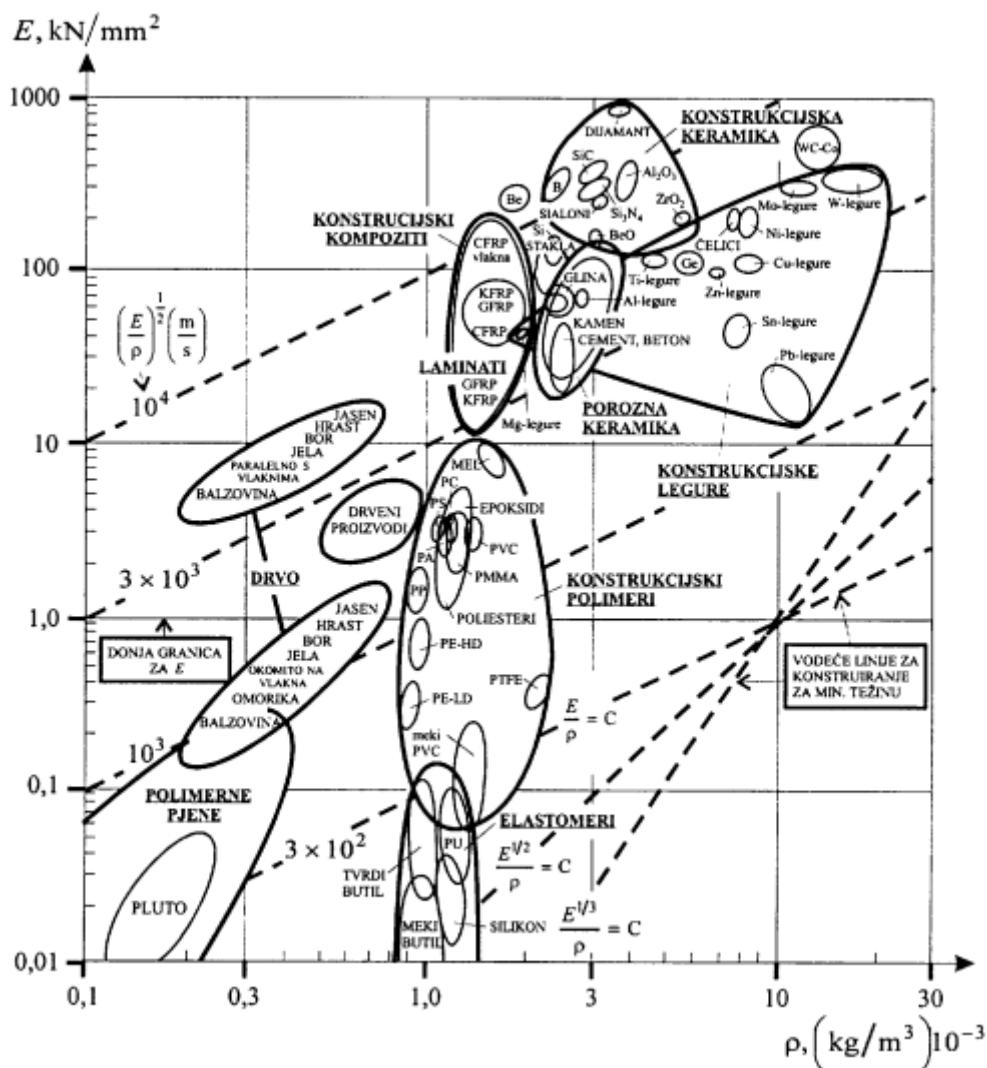 E, kN/mm²
1000
100
10
1,0
0,1
0,01
DIJAMANT
KONSTRUKCIJSKA
KERAMIKA
WC-Co
SiC
Al₂O₃
B
Be
SIALONI
Si₃N₄
ZrO₂
Mo-legure
W-legure
KONSTRUCIJSKI
KOMPOZITI
CFRP
vlakna
Si
STAKLA
BeO
ČELICI
Ni-legure
GLINA
Ti-legure
Ge
Cu-legure
Zn-legure
KFRP
GFRP
Al-legure
CFRP
KAMEN
CEMENT, BETON
Sn-legure
(E/ρ)^1/2 (m/s)
LAMINATI
GFRP
KFRP
Pb-legure
10⁴
Mg-legure
POROZNA
KERAMIKA
JASEN
HRAST
BOR
JELA
PARALELNO S
VLAKNIMA
BALZOVINA
MEL
KONSTRUKCIJSKE
LEGURE
PC
PS
EPOKSIDI
DRVENI
PROIZVODI
PVC
PA
PMMA
3 × 10³
DRVO
PP
KONSTRUKCIJSKI
POLIMERI
POLIESTERI
JASEN
HRAST
BOR
JELA
OKOMITO NA
VLAKNA
OMORIKA
BALZOVINA
DONJA GRANICA
ZA E
PE-HD
VODEĆE LINIJE ZA
KONSTRUIRANJE
ZA MIN. TEŽINU
PTFE
PE-LD
E/ρ = C
meki
PVC
10³
POLIMERNE
PJENE
ELASTOMERI
3 × 10²
PU
TVRDI
BUTIL
E^1/2/ρ = C
PLUTO
MEKI
BUTIL
SILIKON
E^1/3/ρ = C
0,1
0,3
1,0
3
10
30
ρ, (kg/m³)10⁻³